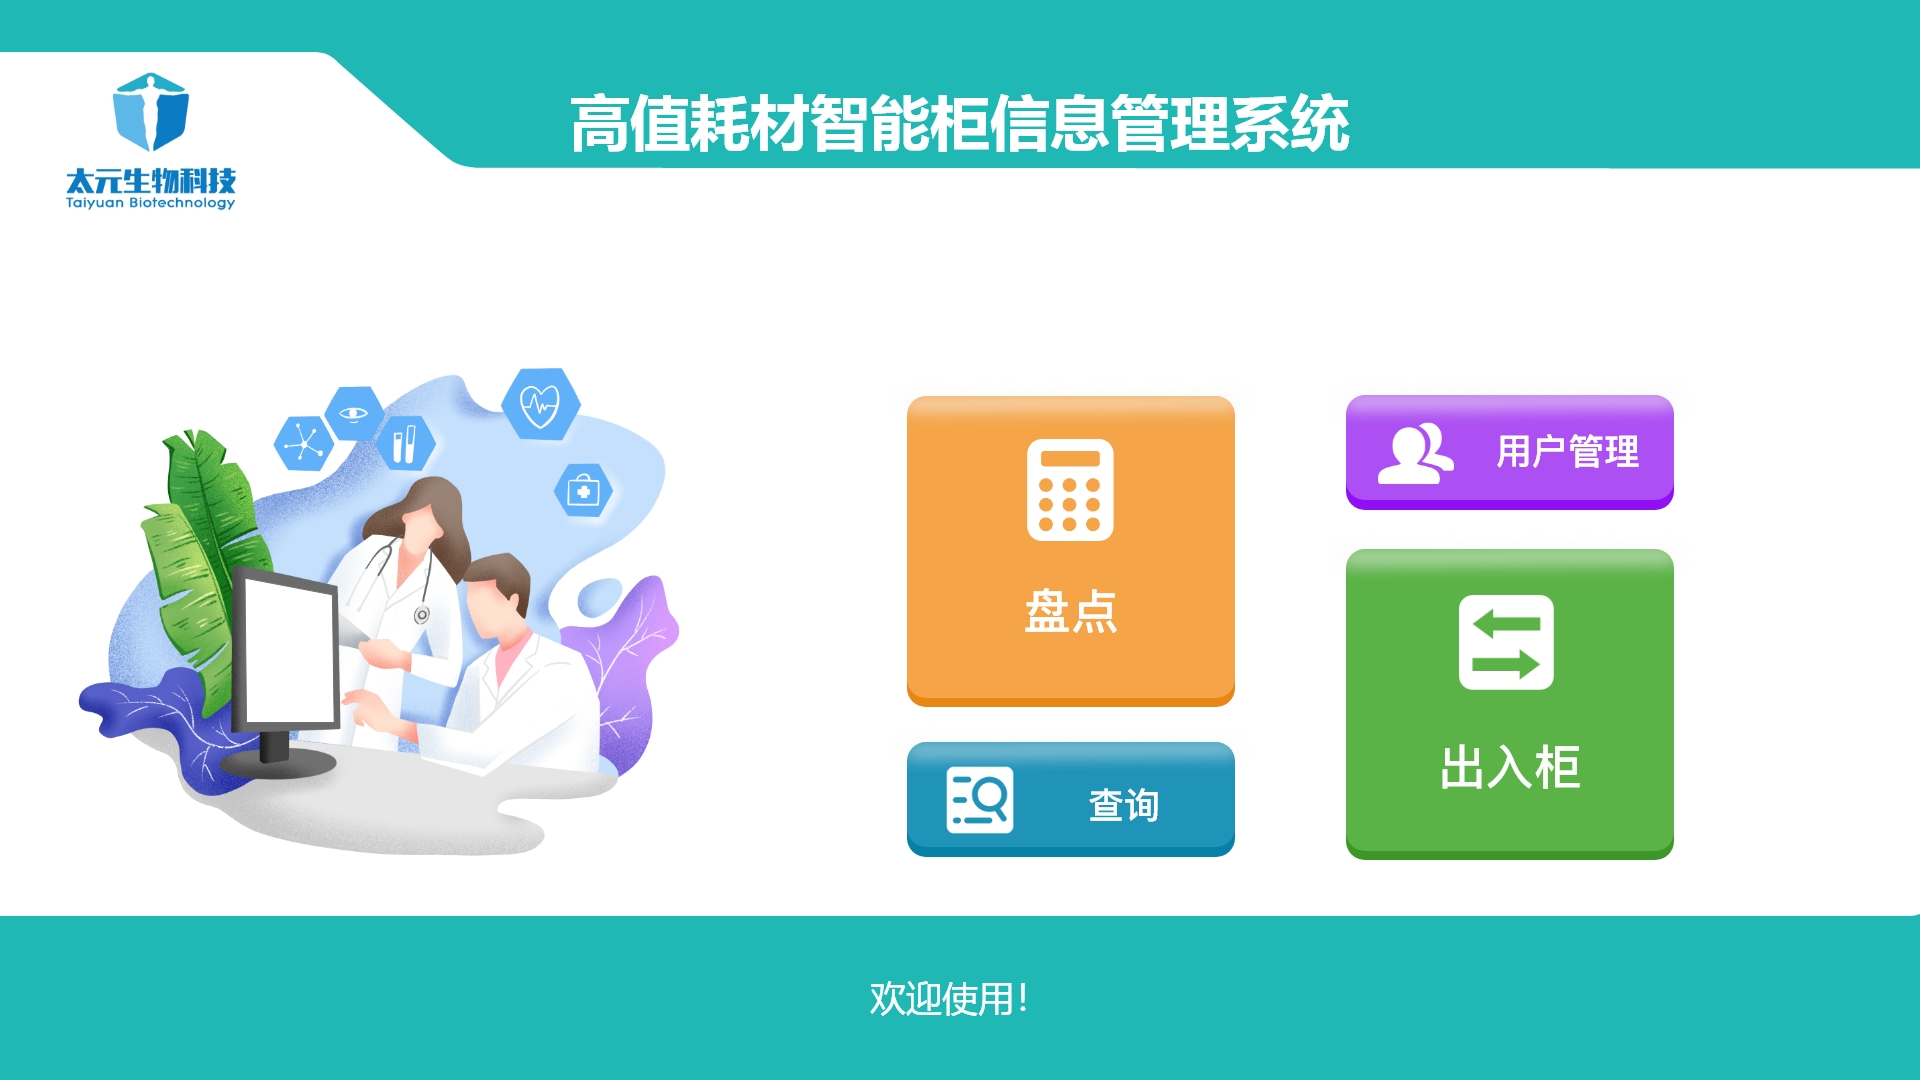 高值耗材智能柜信息管理系统
太元生物科技
Taiyuan Biotechnology
用户管理
盘点
出入柜
查询
欢迎使用!